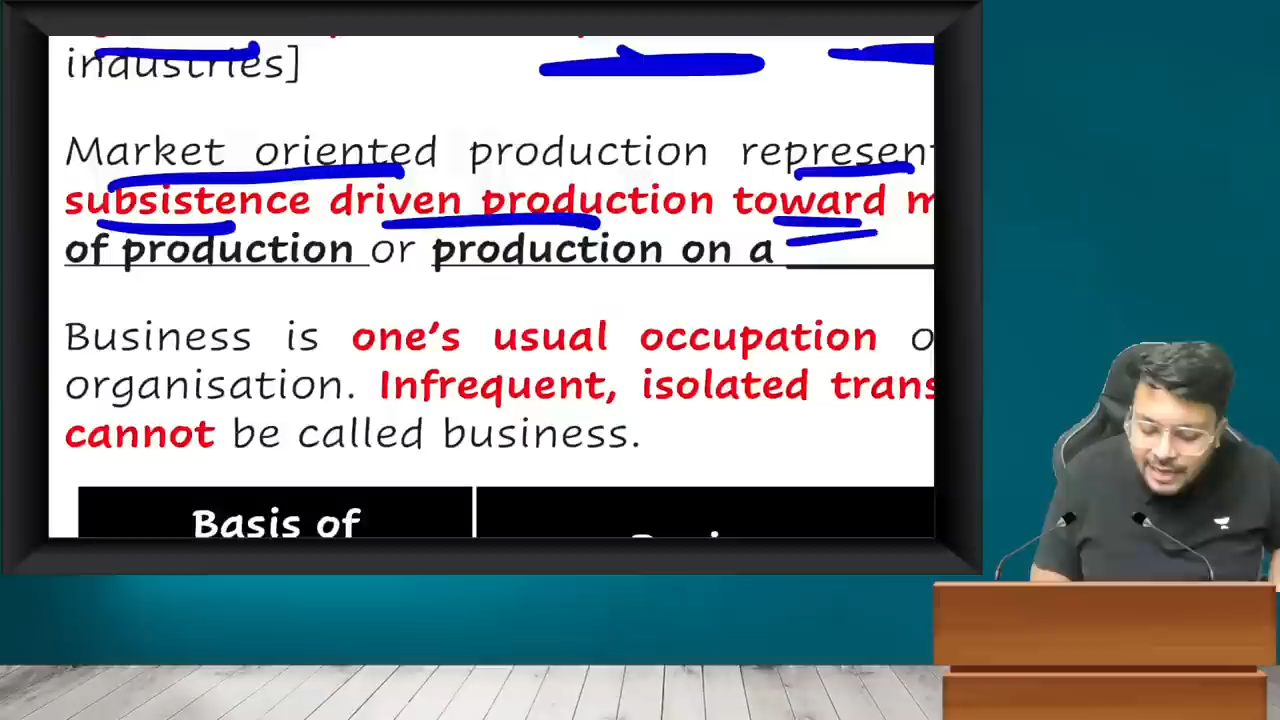 industries]
Market oriented production represent
subsistence driven production toward
of production or production on a
Business is one's usual occupation
organisation. Infrequent, isolated trans
cannot be called business.
Basis of